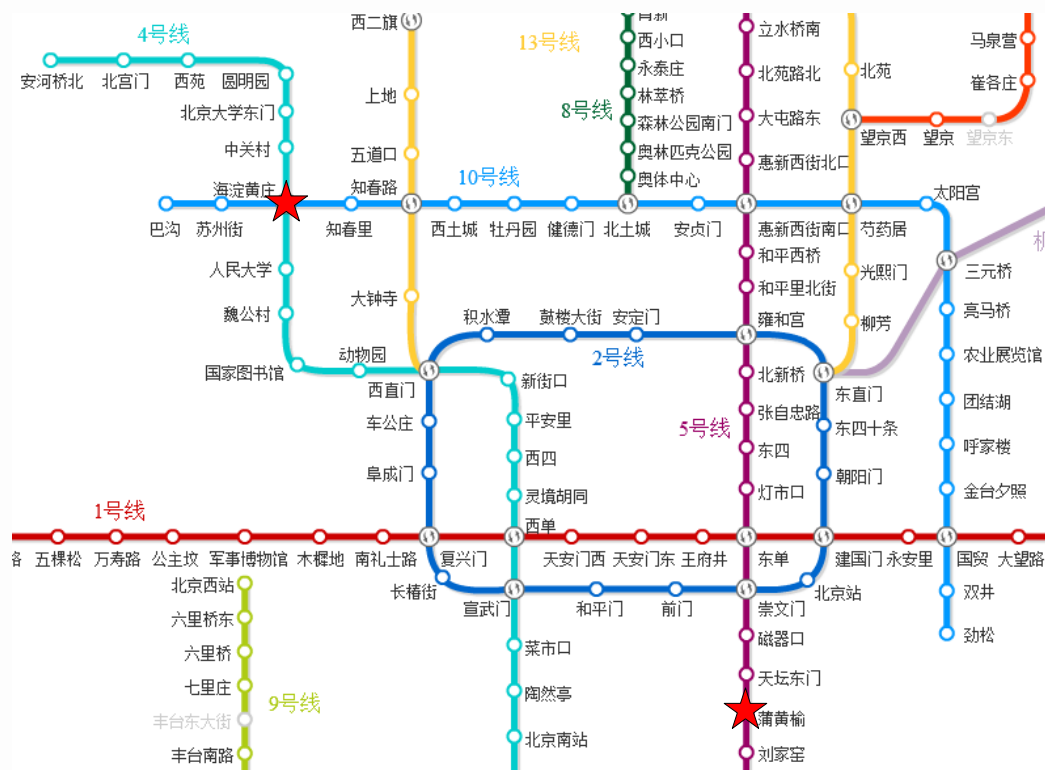 西二旗
肖新
立水桥南
4号线
13号线
西小口
马泉营
安河桥北
北宫门
西苑
圆明园
永泰庄
北苑路北
北苑
崔各庄
上地
林萃桥
8号线
北京大学东门
森林公园南门
大屯路东
望京西
望京
望京东
中关村
五道口
奥林匹克公园
惠新西街北口
海淀黄庄
知春路
10号线
奥体中心
太阳宫
巴沟
苏州街
知春里
西土城
牡丹园
健德门
北土城
安贞门
惠新西街南口
芍药居
机
和平西桥
人民大学
光熙门
三元桥
大钟寺
和平里北街
魏公村
积水潭
鼓楼大街
安定门
雍和宫
柳芳
亮马桥
动物园
2号线
农业展览馆
国家图书馆
西直门
新街口
北新桥
东直门
团结湖
车公庄
平安里
5号线
张自忠路
东四十条
西四
东四
呼家楼
阜成门
朝阳门
灵境胡同
灯市口
金台夕照
1号线
西单
路
五棵松
万寿路
公主坟
军事博物馆
木樨地
南礼士路
复兴门
天安门西
天安门东
王府井
东单
建国门
永安里
国贸
大望路
北京西站
长椿街
宣武门
和平门
前门
崇文门
北京站
双井
六里桥东
磁器口
劲松
六里桥
菜市口
七里庄
天坛东门
9号线
陶然亭
丰台东大街
蒲黄榆
北京南站
丰台南路
刘家窑